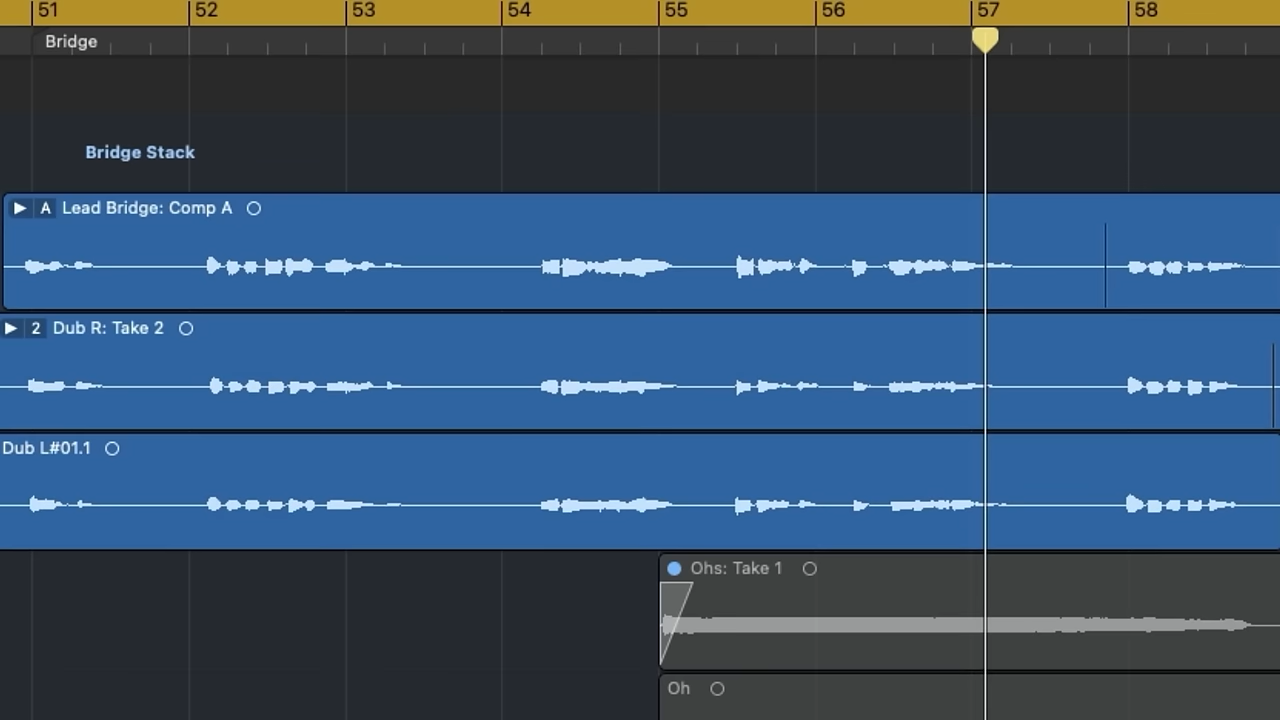 51 52 53 54 55 56 57 58
Bridge
Bridge Stack
A Lead Bridge: Comp A
2 Dub R: Take 2
Dub L#01.1
Ohs: Take 1
Oh